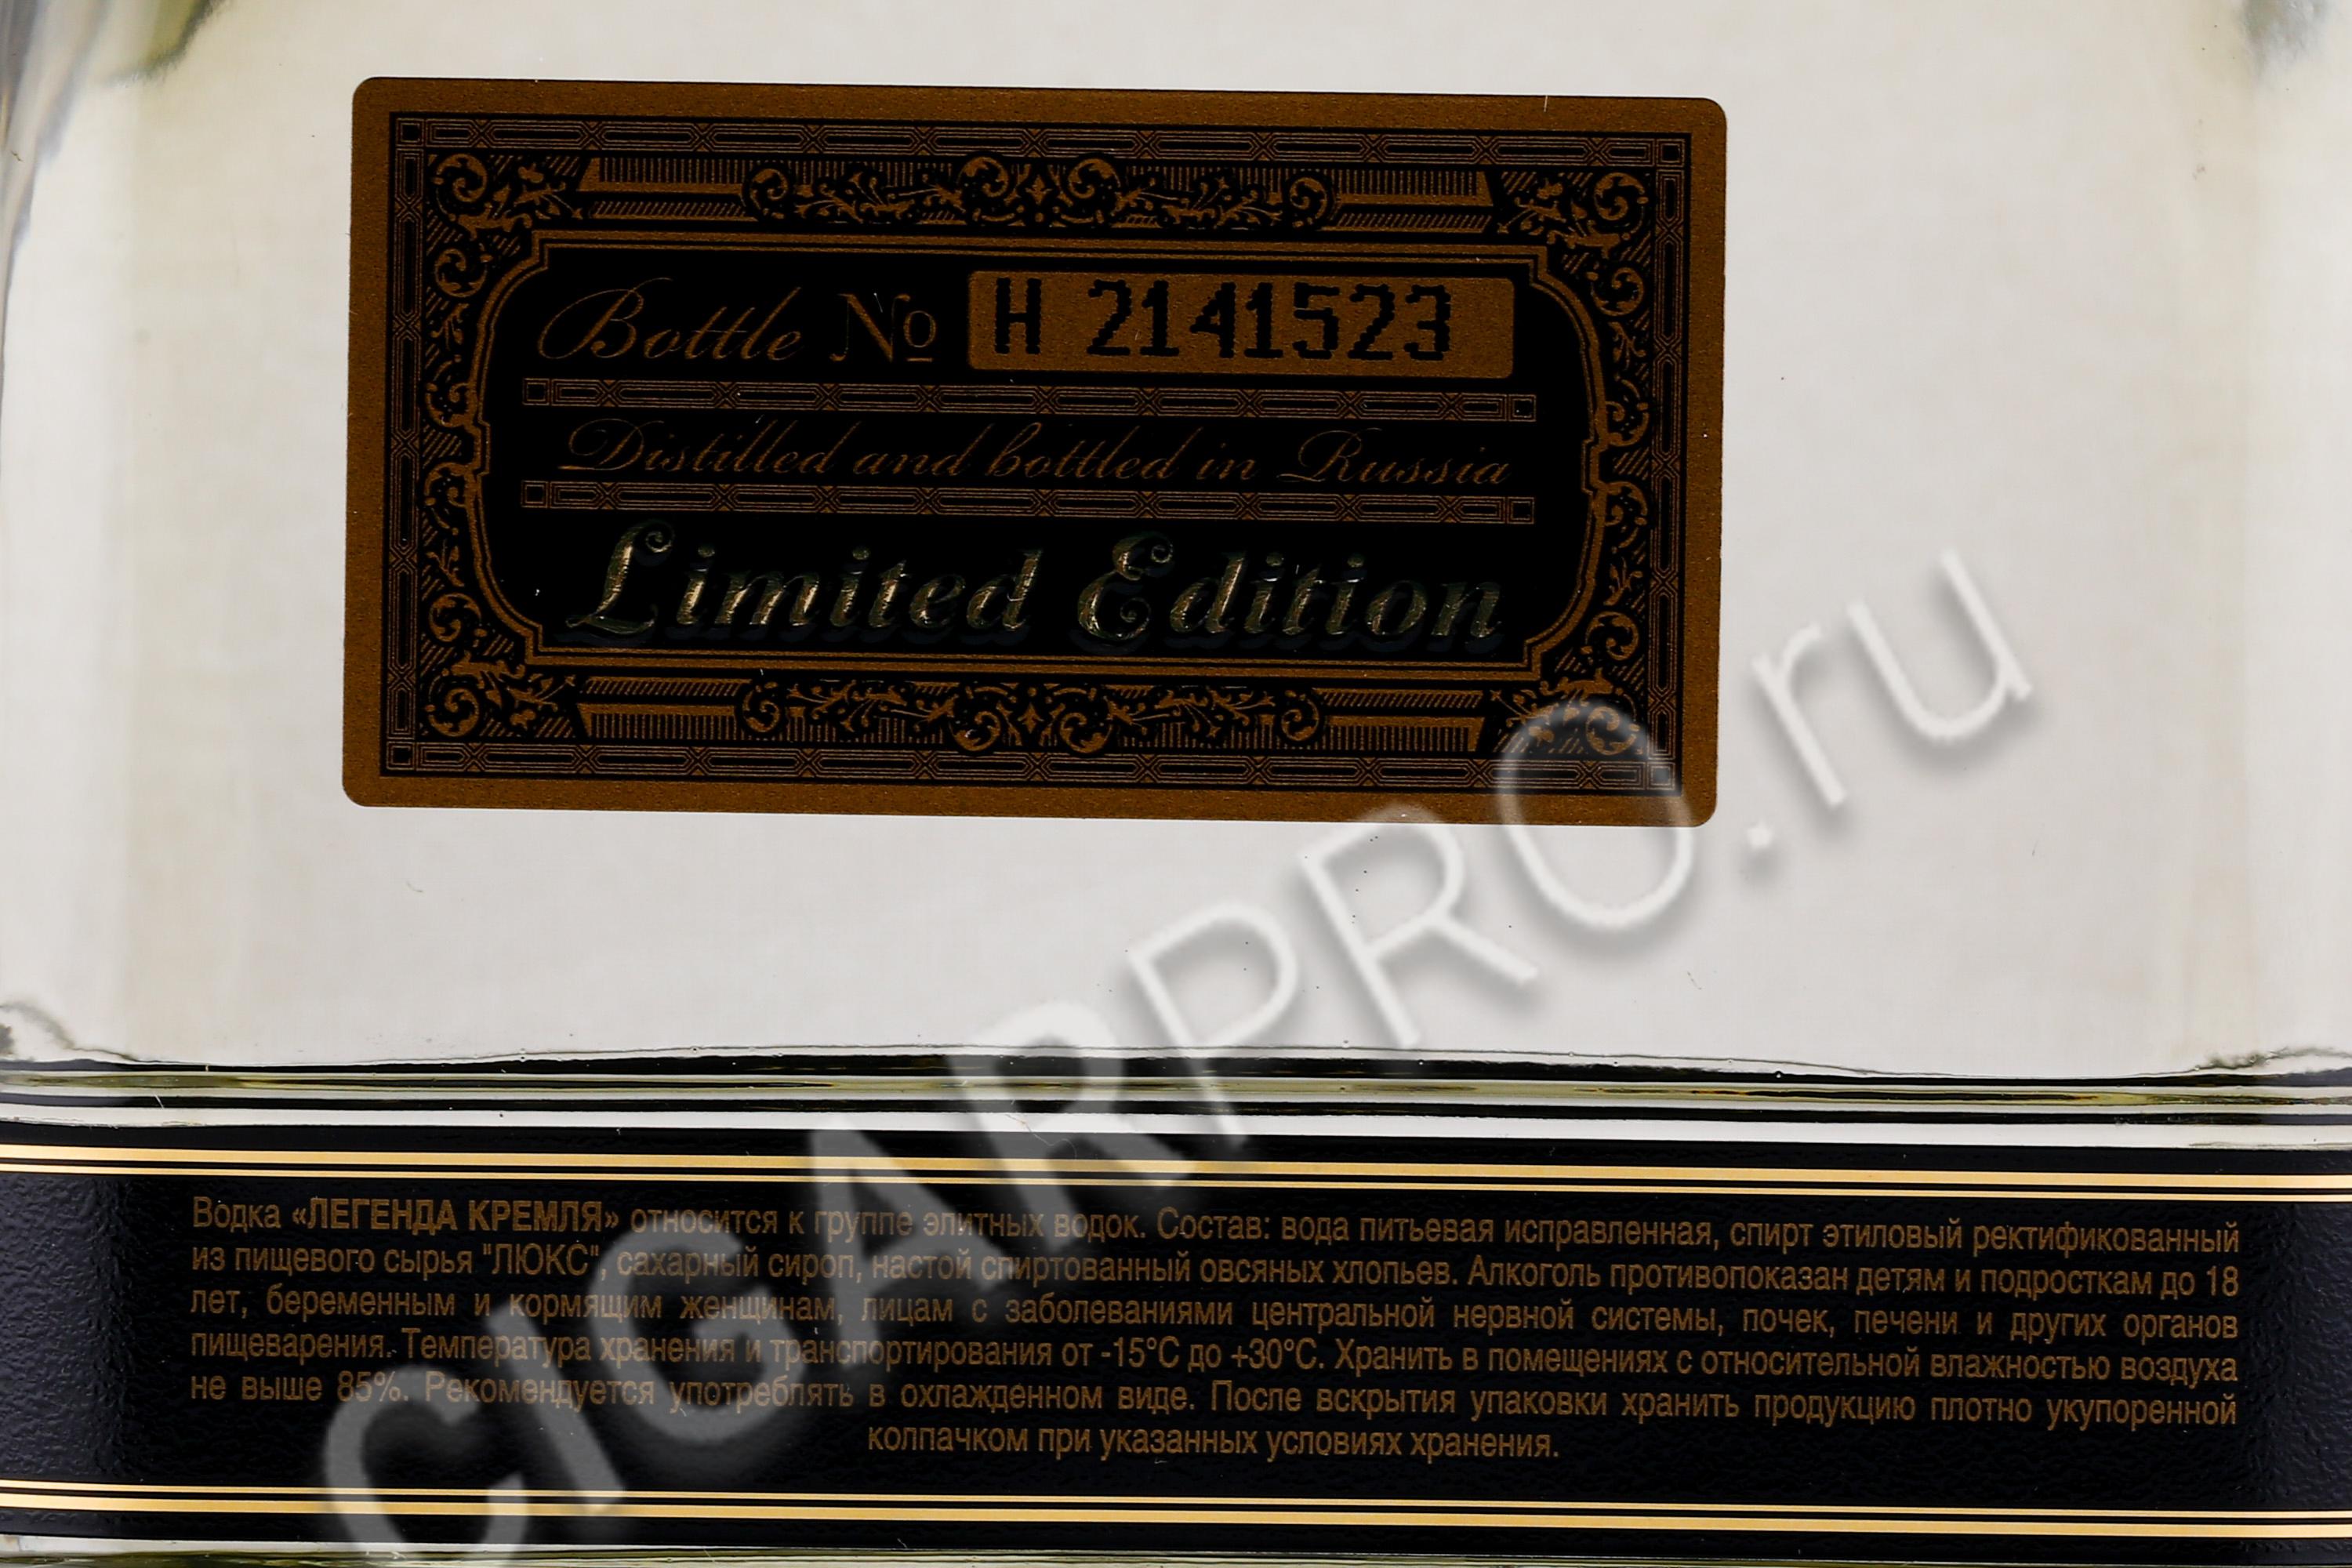 Bottle № H 2141523
Distilled and bottled in Russia
Limited Edition
CIGARPRO.ru
Водка «ЛЕГЕНДА КРЕМЛЯ» относится к группе элитных водок. Состав: вода питьевая исправленная, спирт этиловый ректификованный
из пищевого сырья "ЛЮКС", сахарный сироп, настой спиртованный овсяных хлопьев. Алкоголь противопоказан детям и подросткам до 18
лет, беременным и кормящим женщинам, лицам с заболеваниями центральной нервной системы, почек, печени и других органов
пищеварения. Температура хранения и транспортирования от -15°C до +30°C. Хранить в помещениях с относительной влажностью воздуха
не выше 85%. Рекомендуется употреблять в охлажденном виде. После вскрытия упаковки хранить продукцию плотно укупоренной
колпачком при указанных условиях хранения.